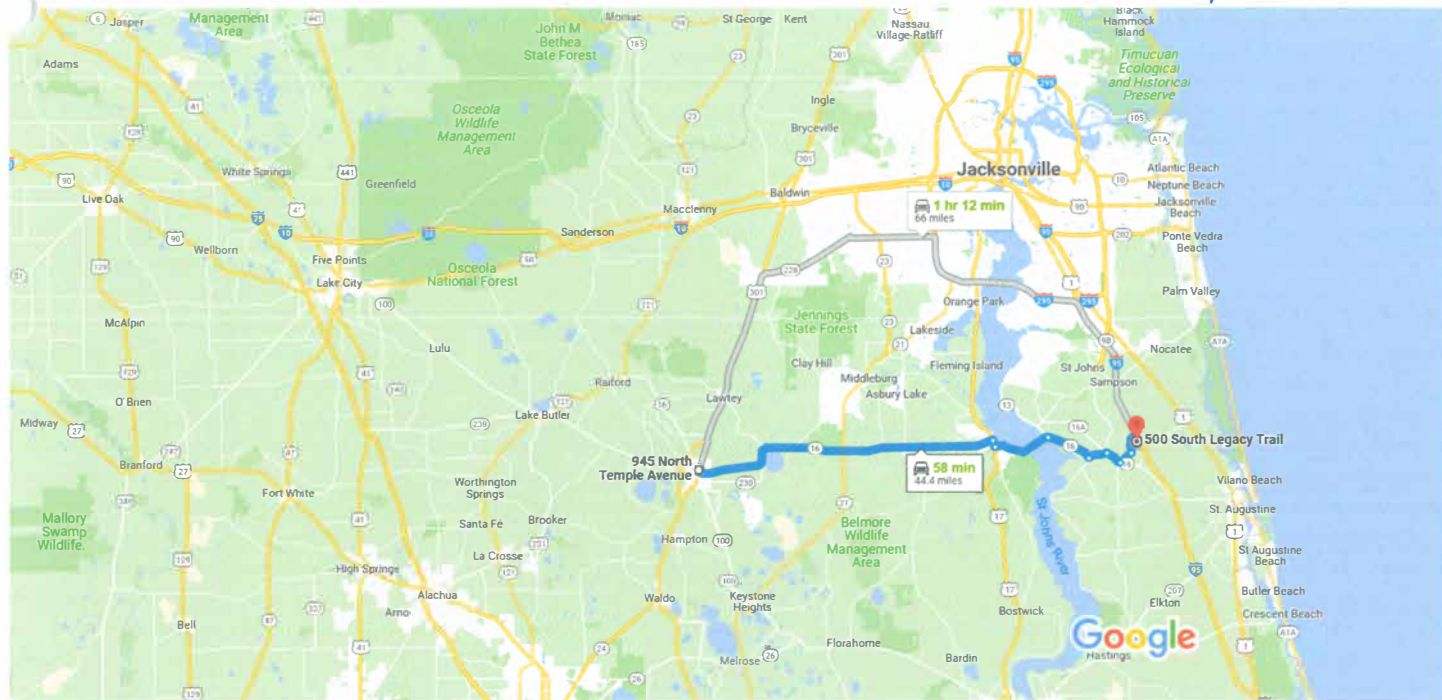 Jasper
Management
Area
441
Moniac
St George
Kent
Nassau
Village-Ratliff
Black
Hammock
Island
John M
Bethea
State Forest
Adams
Timucuan
Ecological
and Historical
Preserve
Osceola
Wildlife
Management
Area
Ingle
Bryceville
White Springs
Greenfield
Jacksonville
Atlantic Beach
Neptune Beach
Jacksonville
Beach
Live Oak
Baldwin
Macclenny
1 hr 12 min
66 miles
Wellborn
Sanderson
Five Points
Lake City
Osceola
National Forest
Ponte Vedra
Beach
Palm Valley
Orange Park
McAlpin
Lulu
Jennings
State Forest
Lakeside
Nocatee
Clay Hill
Fleming Island
St Johns
Sampson
Middleburg
Asbury Lake
Raiford
O'Brien
Lake Butler
Lawtey
Midway
500 South Legacy Trail
Branford
945 North
Temple Avenue
58 min
44.4 miles
Fort White
Worthington
Springs
Vilano Beach
St. Augustine
Mallory
Swamp
Wildlife.
Santa Fe
Brooker
Hampton
Belmore
Wildlife
Management
Area
St Johns River
La Crosse
St Augustine
Beach
High Springs
Alachua
Waldo
Keystone
Heights
Bostwick
Elkton
Butler Beach
Crescent Beach
Arno
Bell
Florahome
Google
Melrose
Bardin
Hastings